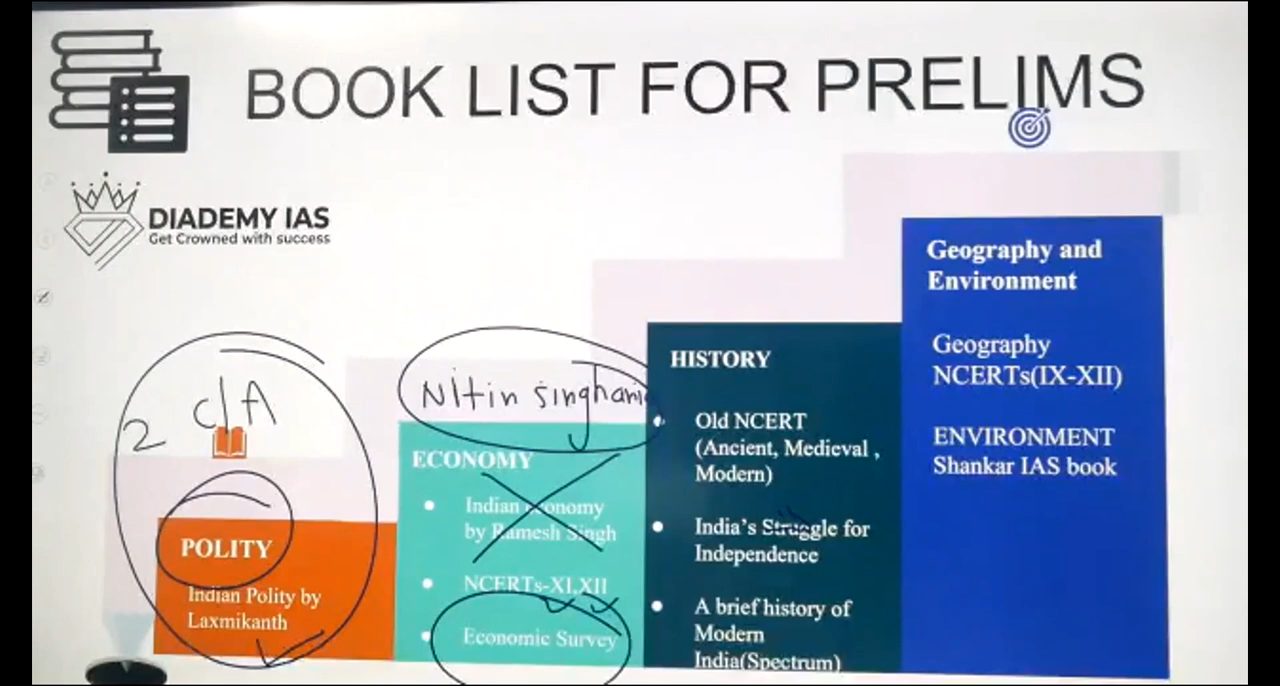 BOOK LIST FOR PRELIMS
DIADEMY IAS
Get Crowned with success
2 C/A
POLITY
Indian Polity by
Laxmikanth
Nitin Singhania
ECONOMY
Indian Economy
by Ramesh Singh
NCERTs-XI,XII
Economic Survey
HISTORY
Old NCERT
(Ancient, Medieval ,
Modern)
India's Struggle for
Independence
A brief history of
Modern
India(Spectrum)
Geography and
Environment
Geography
NCERTs(IX-XII)
ENVIRONMENT
Shankar IAS book